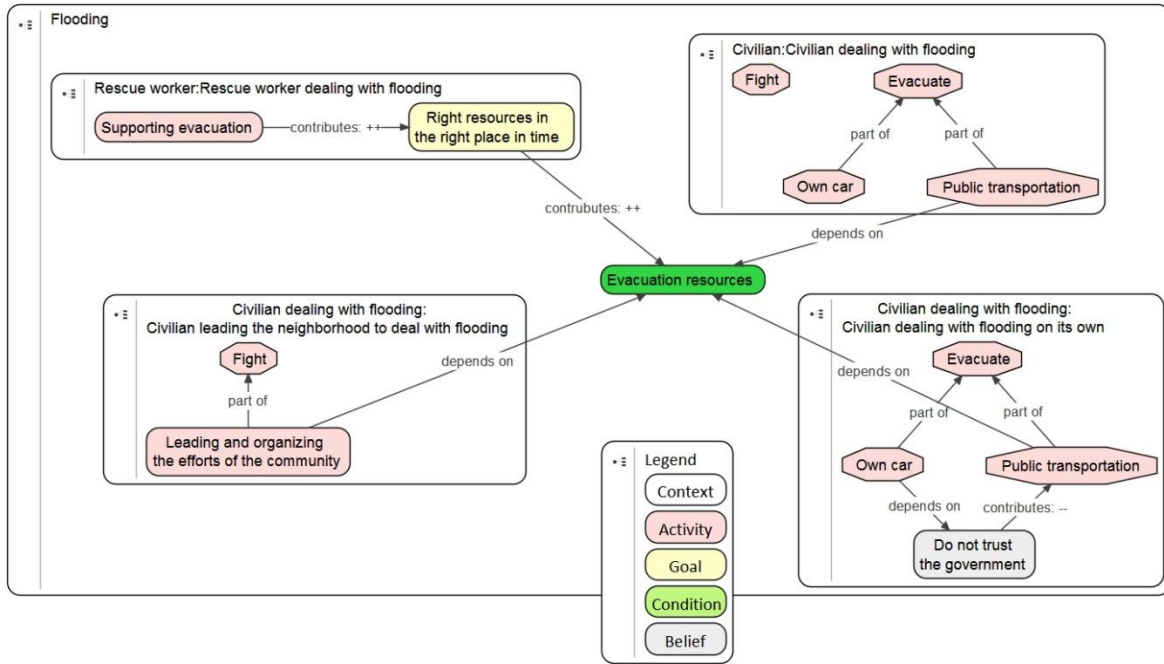 Flooding
Rescue worker:Rescue worker dealing with flooding
Supporting evacuation
contributes: ++
Right resources in
the right place in time
Civilian:Civilian dealing with flooding
Fight
Evacuate
part of
part of
Own car
Public transportation
contrubutes: ++
depends on
Evacuation resources
Civilian dealing with flooding:
Civilian leading the neighborhood to deal with flooding
Fight
part of
Leading and organizing
the efforts of the community
depends on
Civilian dealing with flooding:
Civilian dealing with flooding on its own
Evacuate
depends on
part of
part of
Own car
Public transportation
depends on
contributes: --
Do not trust
the government
Legend
Context
Activity
Goal
Condition
Belief